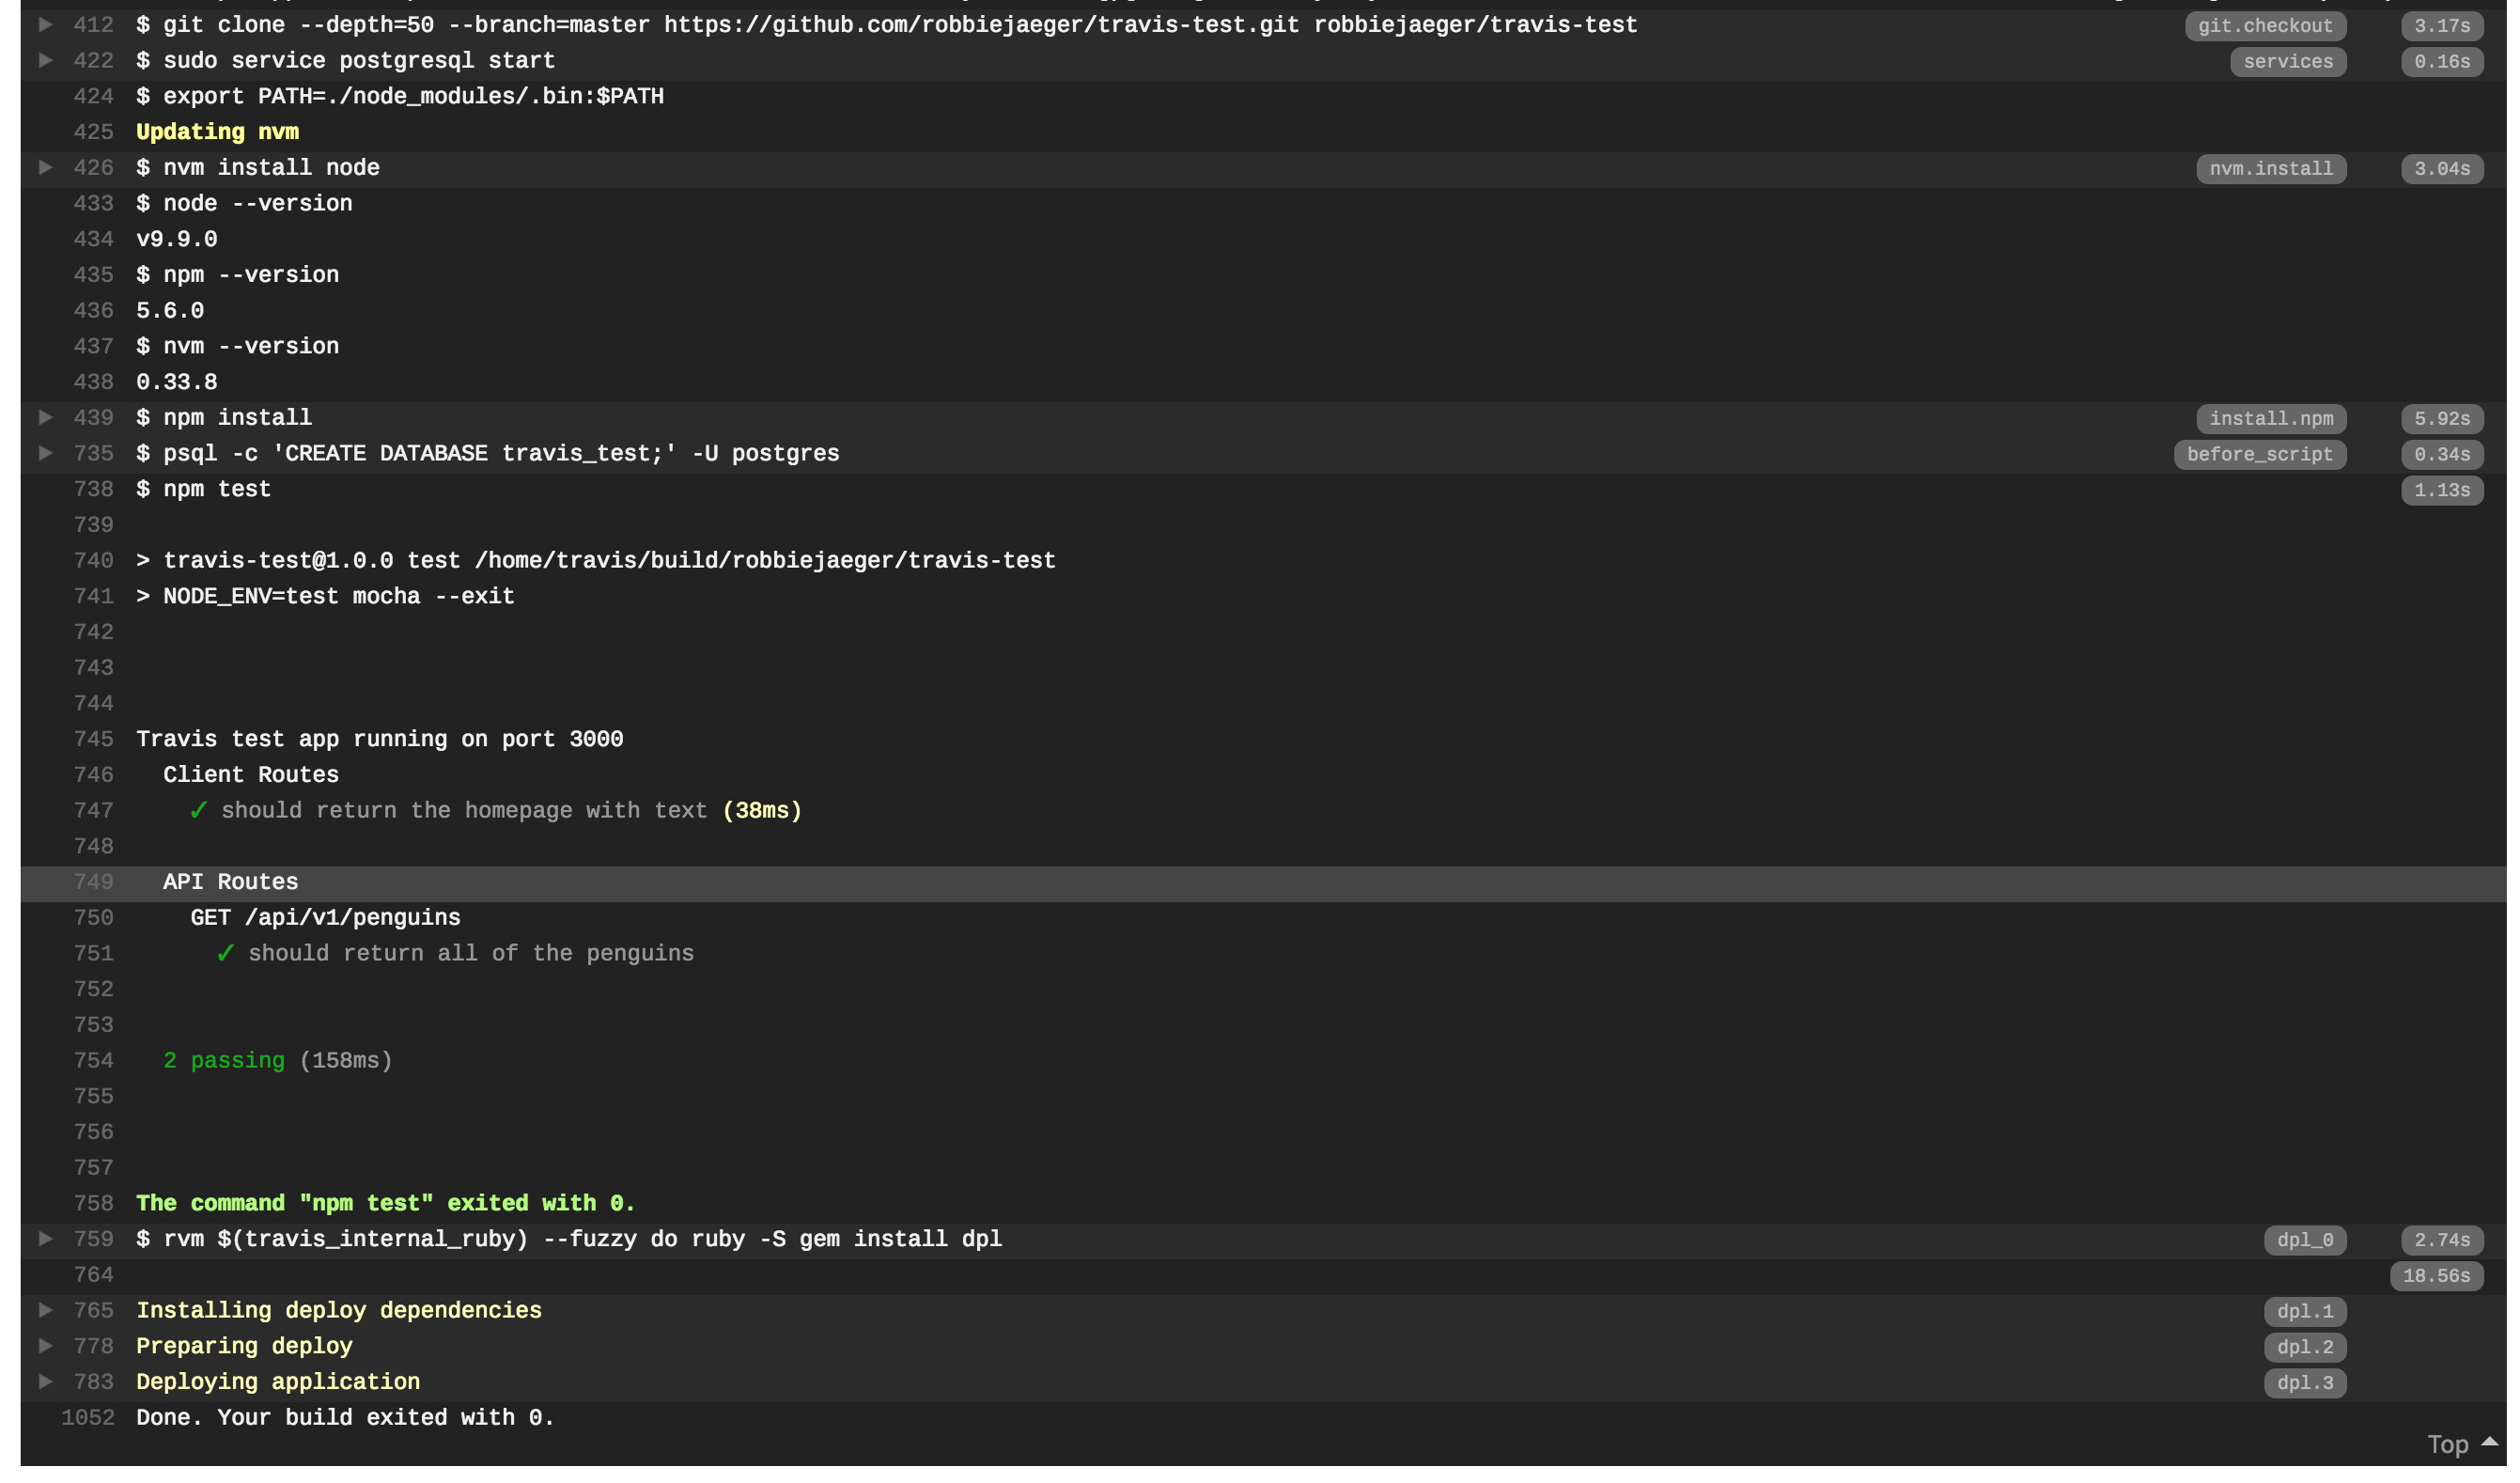 412 $ git clone --depth=50 --branch=master https://github.com/robbiejaeger/travis-test.git robbiejaeger/travis-test git.checkout 3.17s
422 $ sudo service postgresql start services 0.16s
424 $ export PATH=./node_modules/.bin:$PATH
425 Updating nvm
426 $ nvm install node nvm.install 3.04s
433 $ node --version
434 v9.9.0
435 $ npm --version
436 5.6.0
437 $ nvm --version
438 0.33.8
439 $ npm install install.npm 5.92s
735 $ psql -c 'CREATE DATABASE travis_test;' -U postgres before_script 0.34s
738 $ npm test 1.13s
739
740 > travis-test@1.0.0 test /home/travis/build/robbiejaeger/travis-test
741 > NODE_ENV=test mocha --exit
742
743
744
745 Travis test app running on port 3000
746 Client Routes
747 ✓ should return the homepage with text (38ms)
748
749 API Routes
750 GET /api/v1/penguins
751 ✓ should return all of the penguins
752
753
754 2 passing (158ms)
755
756
757
758 The command "npm test" exited with 0.
759 $ rvm $(travis_internal_ruby) --fuzzy do ruby -S gem install dpl dpl_0 2.74s
764 18.56s
765 Installing deploy dependencies dpl.1
778 Preparing deploy dpl.2
783 Deploying application dpl.3
1052 Done. Your build exited with 0.
Top